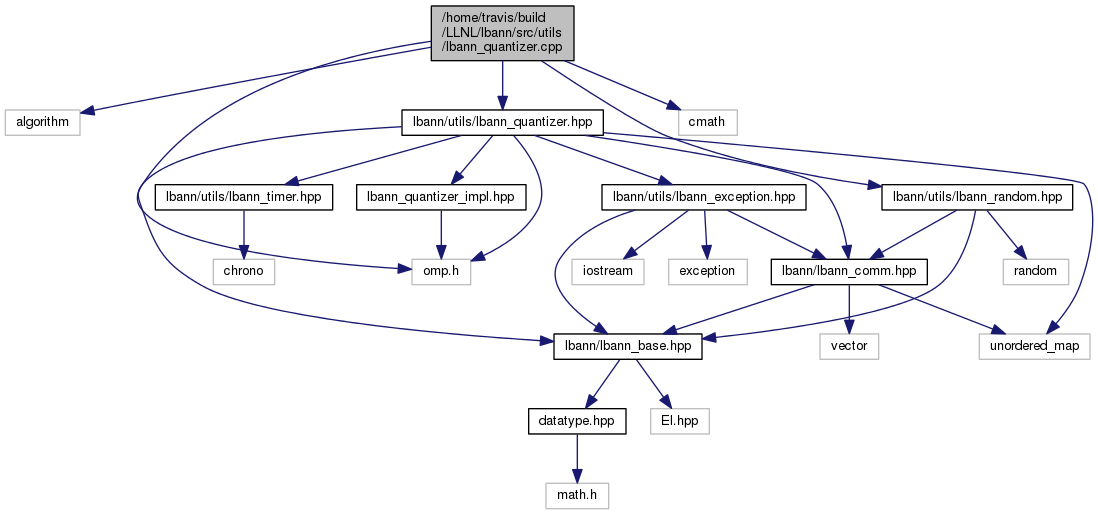 /home/travis/build
/LLNL/lbann/src/utils
/lbann_quantizer.cpp
algorithm
lbann/utils/lbann_quantizer.hpp
cmath
lbann/utils/lbann_timer.hpp
lbann_quantizer_impl.hpp
lbann/utils/lbann_exception.hpp
lbann/utils/lbann_random.hpp
chrono
omp.h
iostream
exception
lbann/lbann_comm.hpp
random
lbann/lbann_base.hpp
vector
unordered_map
datatype.hpp
El.hpp
math.h